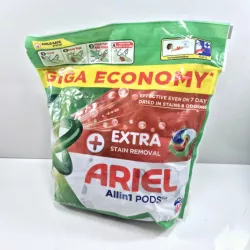 GIGA ECONOMY*
EFFECTIVE EVEN ON 7 DAY
DRIED IN STAINS & ODOURS
+ EXTRA
STAIN REMOVAL
ARIEL
Allin1 PODS